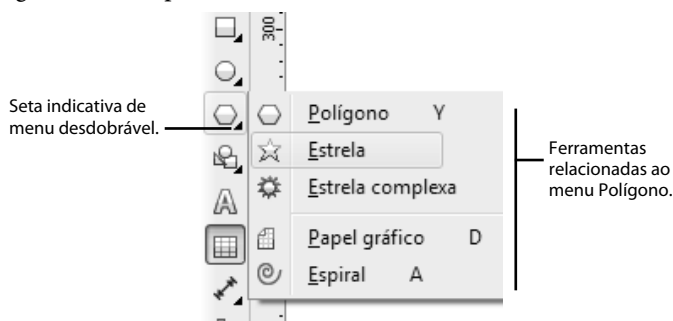 300
Seta indicativa de
menu desdobrável.
Polígono Y
Estrela
Estrela complexa
Papel gráfico D
Espiral A
Ferramentas
relacionadas ao
menu Polígono.